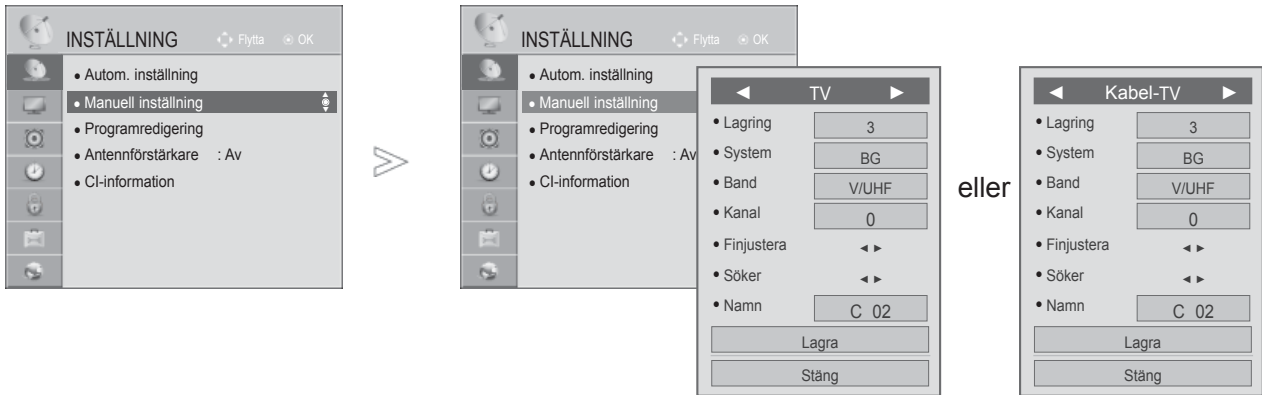 INSTÄLLNING Flytta OK
• Autom. inställning
• Manuell inställning
• Programredigering
• Antennförstärkare : Av
• CI-information
INSTÄLLNING Flytta OK
• Autom. inställning
• Manuell inställning
• Programredigering
• Antennförstärkare : Av
• CI-information
◄ TV ►
• Lagring 3
• System BG
• Band V/UHF
• Kanal 0
• Finjustera ◄ ►
• Söker ◄ ►
• Namn C 02
Lagra
Stäng
eller
◄ Kabel-TV ►
• Lagring 3
• System BG
• Band V/UHF
• Kanal 0
• Finjustera ◄ ►
• Söker ◄ ►
• Namn C 02
Lagra
Stäng